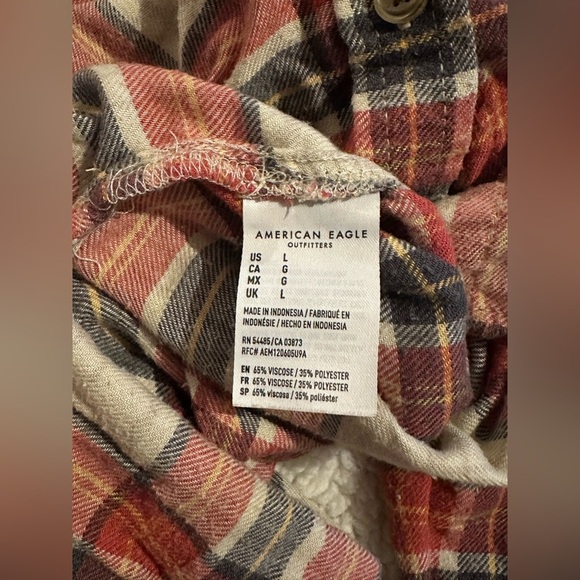 AMERICAN EAGLE
OUTFITTERS
US L
CA G
MX G
UK L
MADE IN INDONESIA / FABRIQUÉ EN
INDONÉSIE / HECHO EN INDONESIA
RN 54485/CA 03873
RFC# AEM120605U9A
EN 65% VISCOSE / 35% POLYESTER
FR 65% VISCOSE / 35% POLYESTER
SP 65% viscosa / 35% poliéster